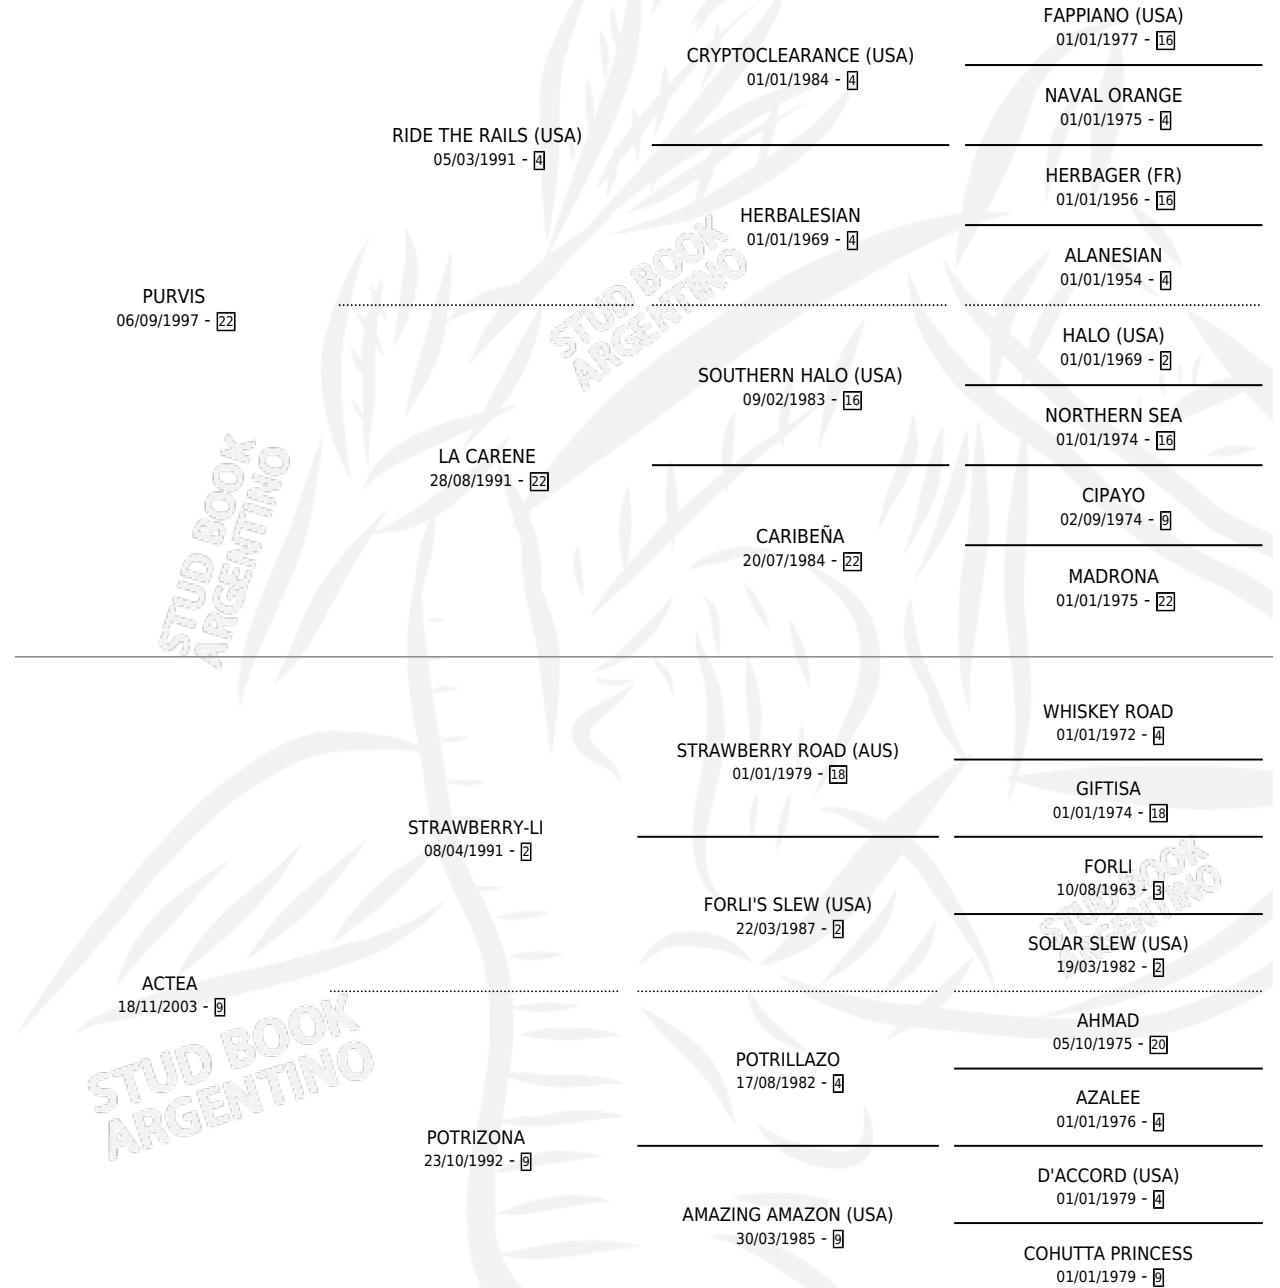 FAPPIANO (USA)
01/01/1977 - 16
CRYPTOCLEARANCE (USA)
01/01/1984 - 4
NAVAL ORANGE
01/01/1975 - 4
RIDE THE RAILS (USA)
05/03/1991 - 4
HERBAGER (FR)
01/01/1956 - 16
HERBALESIAN
01/01/1969 - 4
ALANESIAN
01/01/1954 - 4
PURVIS
06/09/1997 - 22
STUD BOOK
ARGENTINO
HALO (USA)
01/01/1969 - 2
SOUTHERN HALO (USA)
09/02/1983 - 16
NORTHERN SEA
01/01/1974 - 16
LA CARENE
28/08/1991 - 22
CIPAYO
02/09/1974 - 9
CARIBEÑA
20/07/1984 - 22
MADRONA
01/01/1975 - 22
STUD BOOK
ARGENTINO
WHISKEY ROAD
01/01/1972 - 4
STRAWBERRY ROAD (AUS)
01/01/1979 - 18
GIFTISA
01/01/1974 - 18
STRAWBERRY-LI
08/04/1991 - 2
FORLI
10/08/1963 - 3
FORLI'S SLEW (USA)
22/03/1987 - 2
STUD BOOK
ARGENTINO
SOLAR SLEW (USA)
19/03/1982 - 2
ACTEA
18/11/2003 - 9
AHMAD
05/10/1975 - 20
POTRILLAZO
17/08/1982 - 4
AZALEE
01/01/1976 - 4
STUD BOOK
ARGENTINO
POTRIZONA
23/10/1992 - 9
D'ACCORD (USA)
01/01/1979 - 4
AMAZING AMAZON (USA)
30/03/1985 - 9
COHUTTA PRINCESS
01/01/1979 - 9